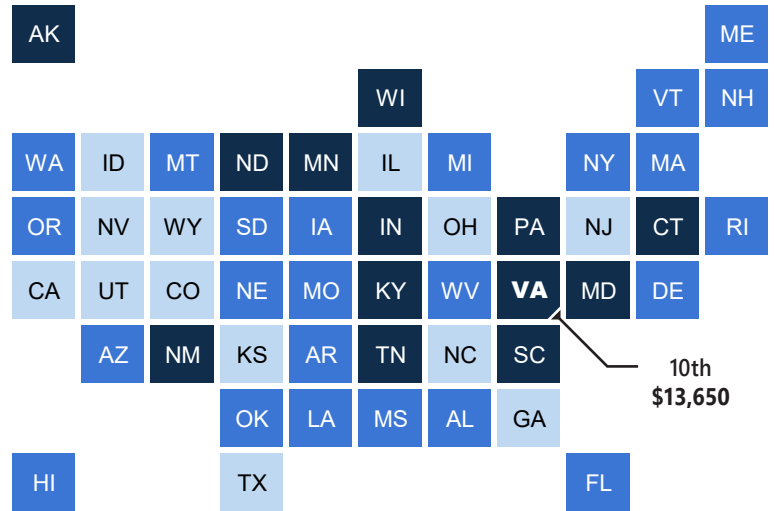 AK ME
WI VT NH
WA ID MT ND MN IL MI NY MA
OR NV WY SD IA IN OH PA NJ CT RI
CA UT CO NE MO KY WV VA MD DE
AZ NM KS AR TN NC SC
10th
$13,650
OK LA MS AL GA
HI TX FL